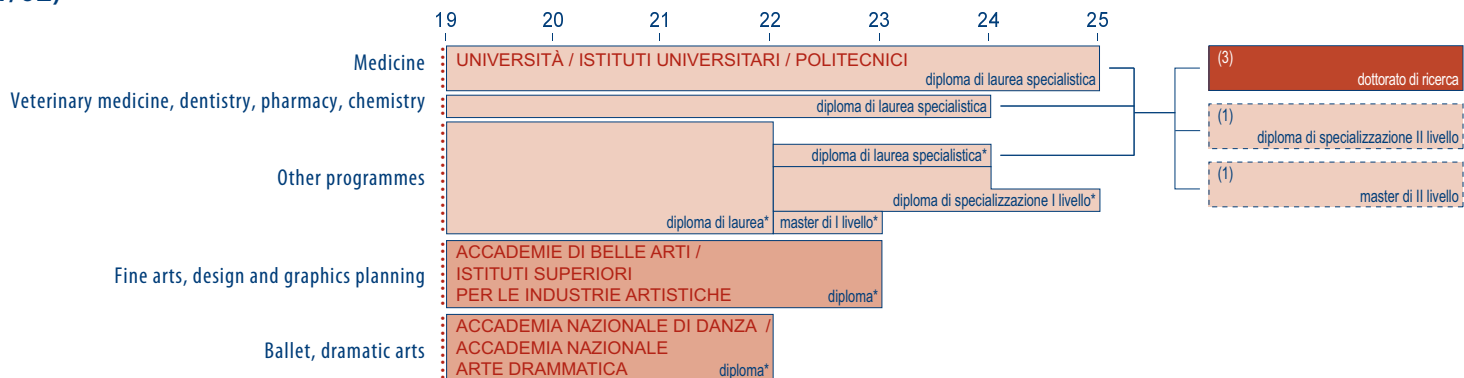 19 20 21 22 23 24 25
Medicine
UNIVERSITÀ / ISTITUTI UNIVERSITARI / POLITECNICI
diploma di laurea specialistica
(3)
dottorato di ricerca
Veterinary medicine, dentistry, pharmacy, chemistry
diploma di laurea specialistica
(1)
diploma di specializzazione II livello
Other programmes
diploma di laurea specialistica*
(1)
master di II livello
diploma di specializzazione I livello*
diploma di laurea*
master di I livello*
Fine arts, design and graphics planning
ACCADEMIE DI BELLE ARTI /
ISTITUTI SUPERIORI
PER LE INDUSTRIE ARTISTICHE
diploma*
Ballet, dramatic arts
ACCADEMIA NAZIONALE DI DANZA /
ACCADEMIA NAZIONALE
ARTE DRAMMATICA
diploma*